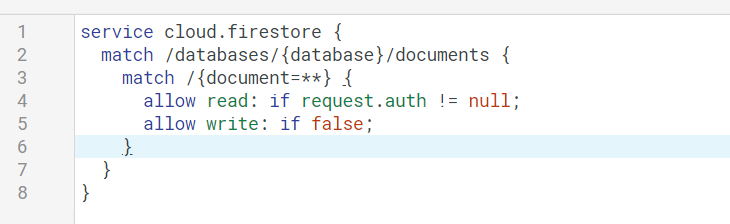 1 service cloud.firestore {
2   match /databases/{database}/documents {
3     match /{document=**} {
4       allow read: if request.auth != null;
5       allow write: if false;
6     }
7   }
8 }